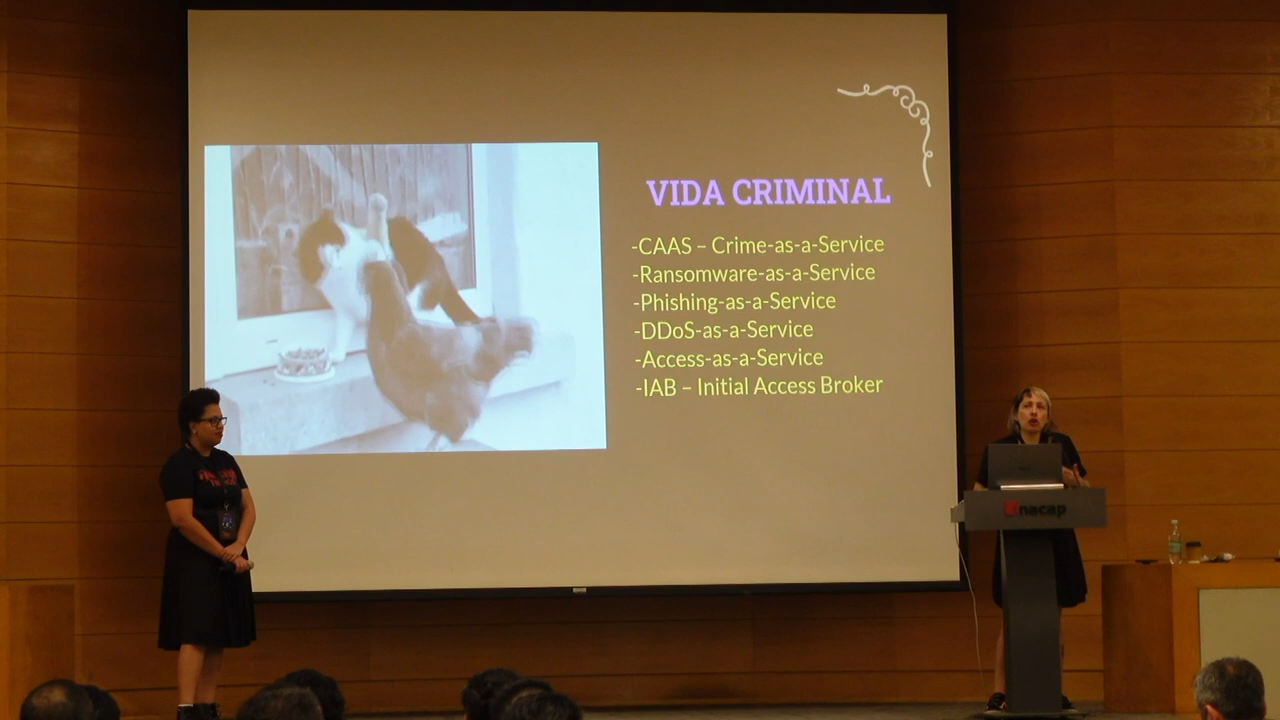 VIDA CRIMINAL
-CAAS – Crime-as-a-Service
-Ransomware-as-a-Service
-Phishing-as-a-Service
-DDoS-as-a-Service
-Access-as-a-Service
-IAB – Initial Access Broker
inacap